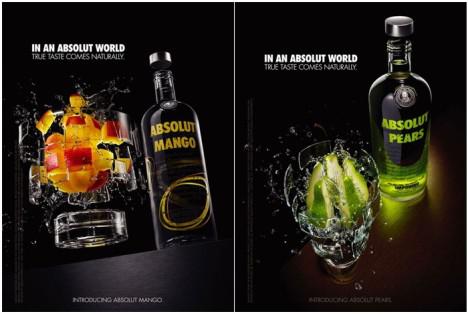 IN AN ABSOLUT WORLD
TRUE TASTE COMES NATURALLY.
ABSOLUT
MANGO
INTRODUCING ABSOLUT MANGO.
IN AN ABSOLUT WORLD
TRUE TASTE COMES NATURALLY.
ABSOLUT
PEARS
INTRODUCING ABSOLUT PEARS.